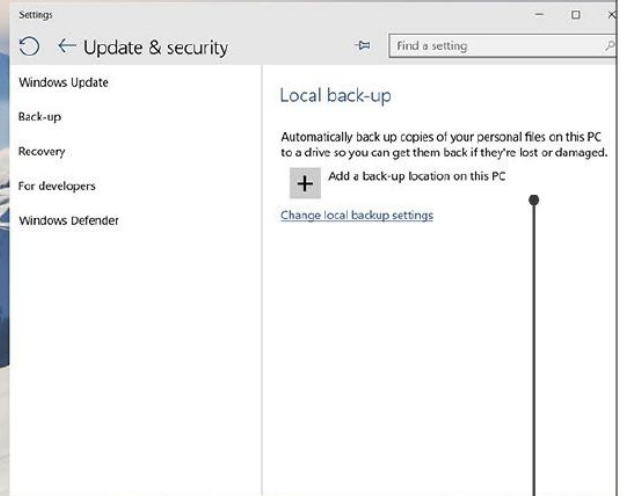 Settings
Update & security
Find a setting
Windows Update
Back-up
Recovery
For developers
Windows Defender
Local back-up
Automatically back up copies of your personal files on this PC
to a drive so you can get them back if they're lost or damaged.
Add a back-up location on this PC
Change local backup settings